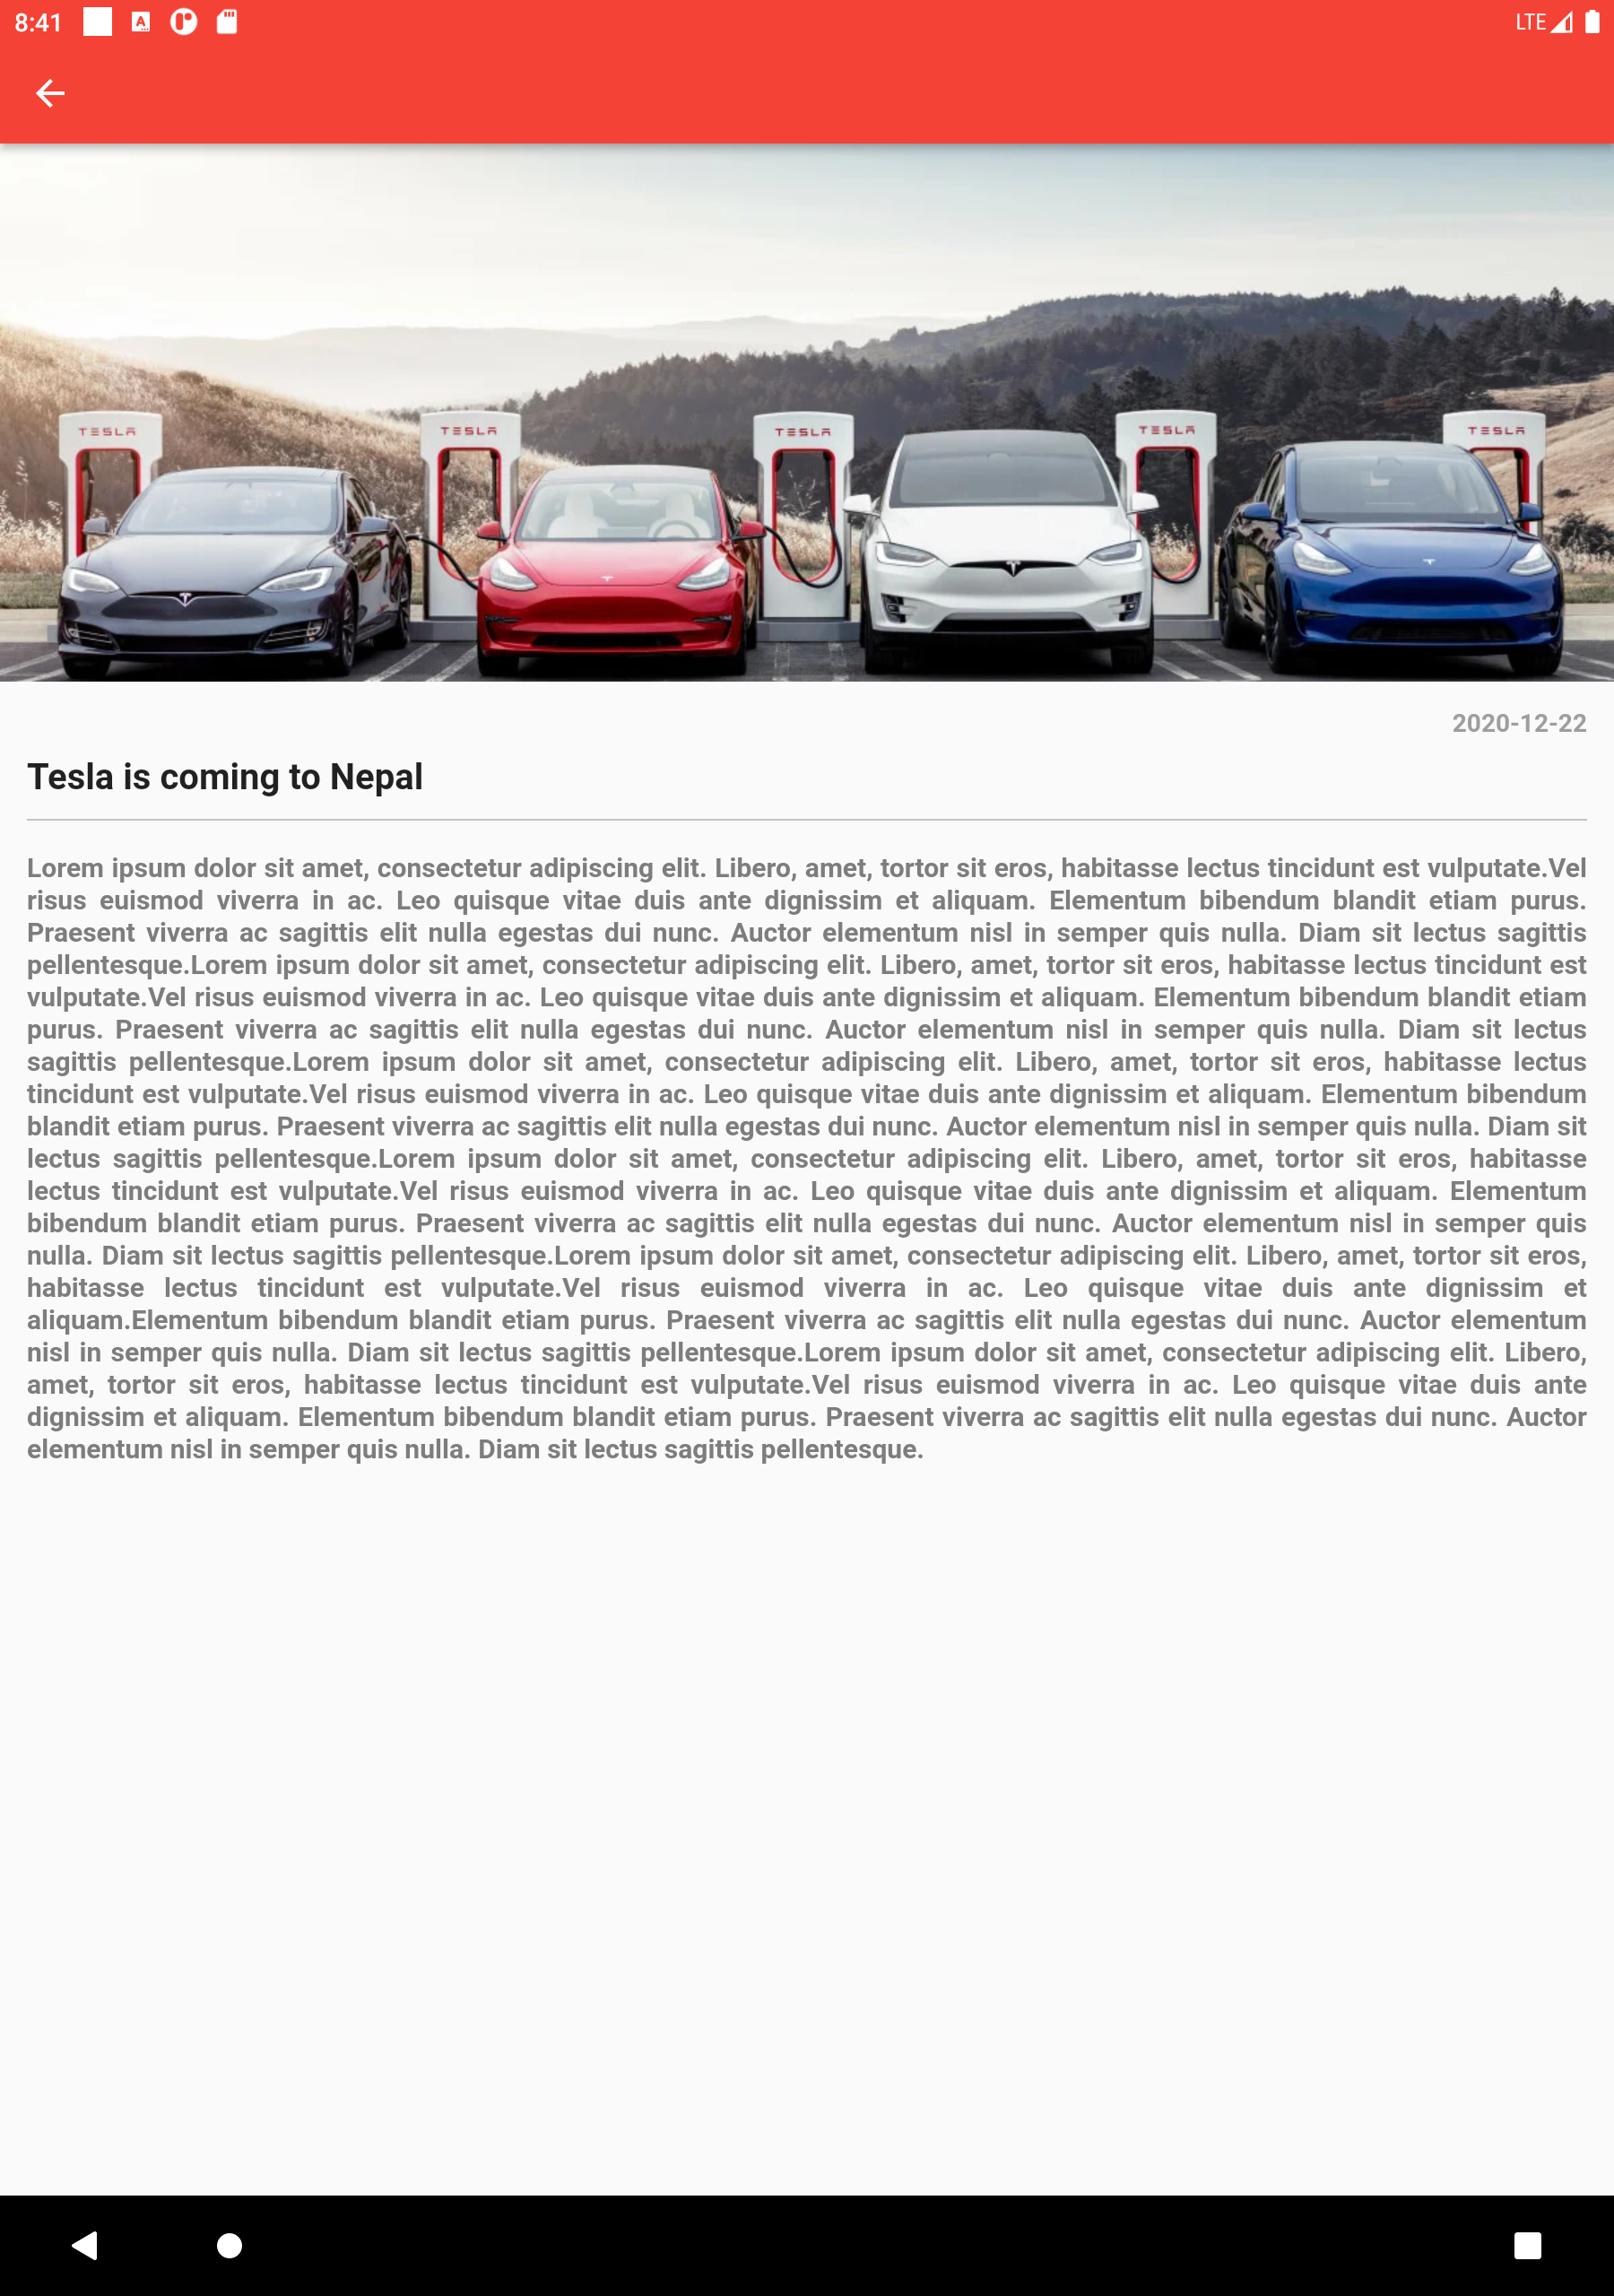 8:41
LTE
TESLA TESLA TESLA TESLA TESLA
2020-12-22
Tesla is coming to Nepal
Lorem ipsum dolor sit amet, consectetur adipiscing elit. Libero, amet, tortor sit eros, habitasse lectus tincidunt est vulputate.Vel
risus euismod viverra in ac. Leo quisque vitae duis ante dignissim et aliquam. Elementum bibendum blandit etiam purus.
Praesent viverra ac sagittis elit nulla egestas dui nunc. Auctor elementum nisl in semper quis nulla. Diam sit lectus sagittis
pellentesque.Lorem ipsum dolor sit amet, consectetur adipiscing elit. Libero, amet, tortor sit eros, habitasse lectus tincidunt est
vulputate.Vel risus euismod viverra in ac. Leo quisque vitae duis ante dignissim et aliquam. Elementum bibendum blandit etiam
purus. Praesent viverra ac sagittis elit nulla egestas dui nunc. Auctor elementum nisl in semper quis nulla. Diam sit lectus
sagittis pellentesque.Lorem ipsum dolor sit amet, consectetur adipiscing elit. Libero, amet, tortor sit eros, habitasse lectus
tincidunt est vulputate.Vel risus euismod viverra in ac. Leo quisque vitae duis ante dignissim et aliquam. Elementum bibendum
blandit etiam purus. Praesent viverra ac sagittis elit nulla egestas dui nunc. Auctor elementum nisl in semper quis nulla. Diam sit
lectus sagittis pellentesque.Lorem ipsum dolor sit amet, consectetur adipiscing elit. Libero, amet, tortor sit eros, habitasse
lectus tincidunt est vulputate.Vel risus euismod viverra in ac. Leo quisque vitae duis ante dignissim et aliquam. Elementum
bibendum blandit etiam purus. Praesent viverra ac sagittis elit nulla egestas dui nunc. Auctor elementum nisl in semper quis
nulla. Diam sit lectus sagittis pellentesque.Lorem ipsum dolor sit amet, consectetur adipiscing elit. Libero, amet, tortor sit eros,
habitasse lectus tincidunt est vulputate.Vel risus euismod viverra in ac. Leo quisque vitae duis ante dignissim et
aliquam.Elementum bibendum blandit etiam purus. Praesent viverra ac sagittis elit nulla egestas dui nunc. Auctor elementum
nisl in semper quis nulla. Diam sit lectus sagittis pellentesque.Lorem ipsum dolor sit amet, consectetur adipiscing elit. Libero,
amet, tortor sit eros, habitasse lectus tincidunt est vulputate.Vel risus euismod viverra in ac. Leo quisque vitae duis ante
dignissim et aliquam. Elementum bibendum blandit etiam purus. Praesent viverra ac sagittis elit nulla egestas dui nunc. Auctor
elementum nisl in semper quis nulla. Diam sit lectus sagittis pellentesque.